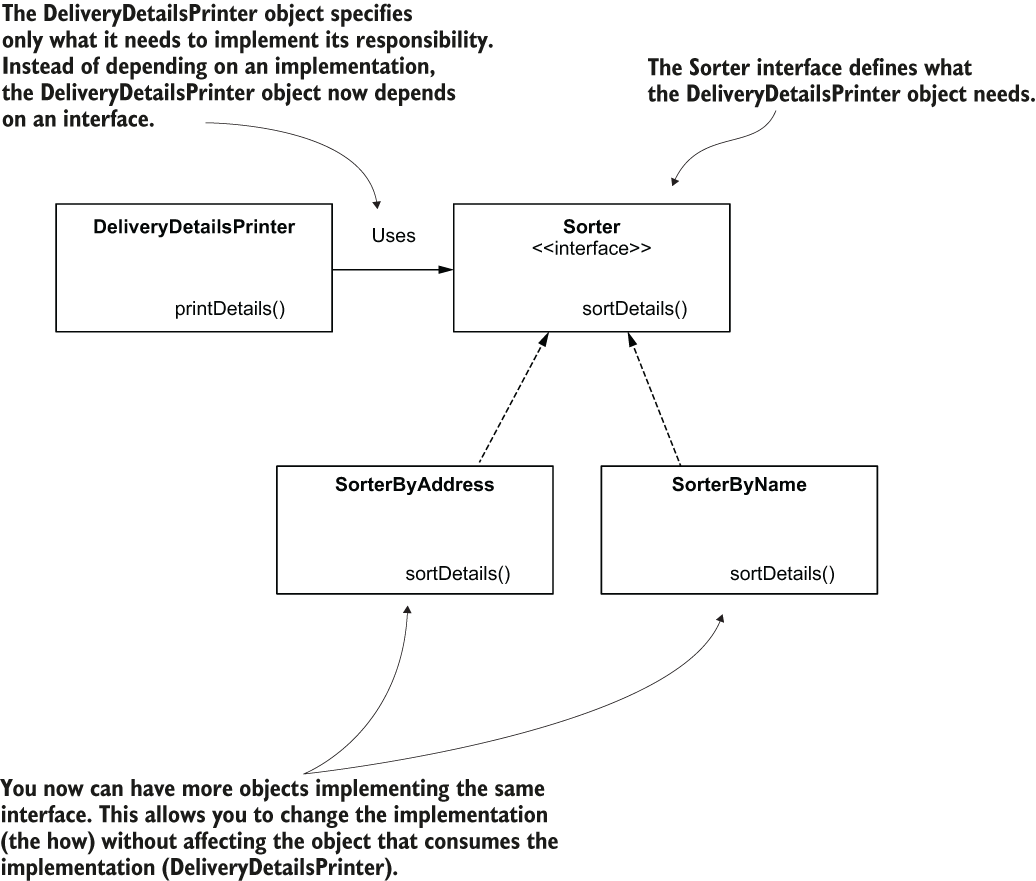 The DeliveryDetailsPrinter object specifies
only what it needs to implement its responsibility.
Instead of depending on an implementation,
the DeliveryDetailsPrinter object now depends
on an interface.
The Sorter interface defines what
the DeliveryDetailsPrinter object needs.
DeliveryDetailsPrinter
printDetails()
Uses
Sorter
<<interface>>
sortDetails()
SorterByAddress
sortDetails()
SorterByName
sortDetails()
You now can have more objects implementing the same
interface. This allows you to change the implementation
(the how) without affecting the object that consumes the
implementation (DeliveryDetailsPrinter).